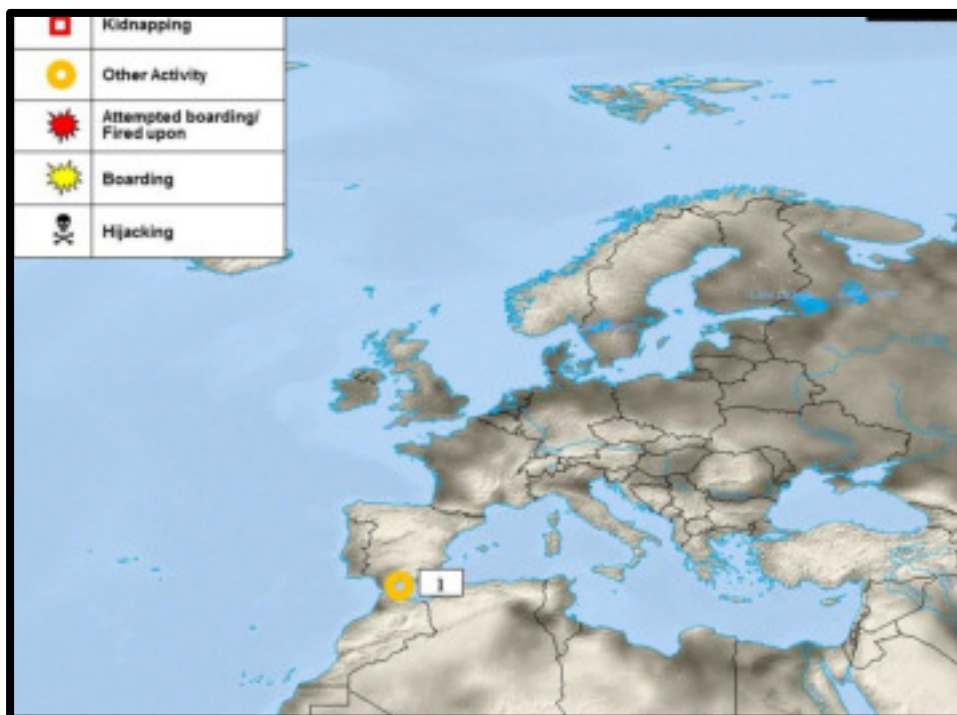 Kidnapping
Other Activity
Attempted boarding/
Fired upon
Boarding
Hijacking
1